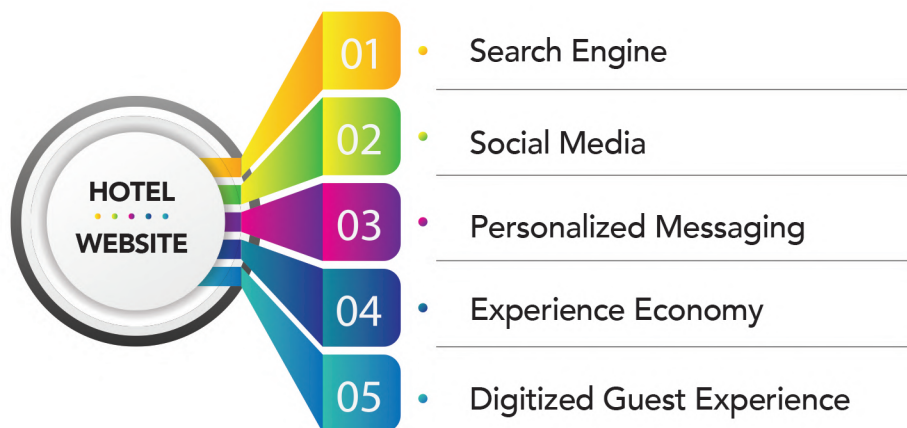 HOTEL
WEBSITE
01
Search Engine
02
Social Media
03
Personalized Messaging
04
Experience Economy
05
Digitized Guest Experience